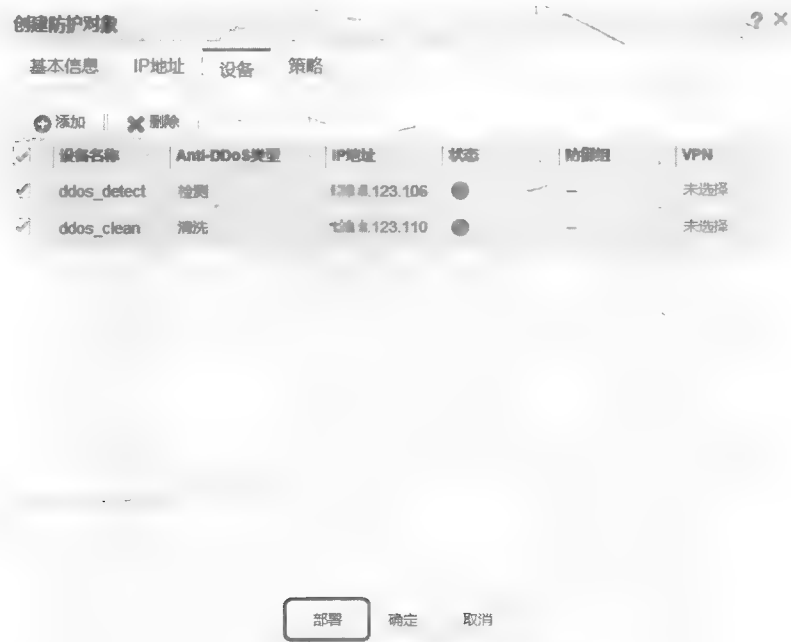 创建防护对象 ? ×
基本信息 IP地址 设备 策略
添加 删除
设备名称 Anti-DDoS类型 IP地址 状态 防御组 VPN
ddos_detect 检测 .123.106 – 未选择
ddos_clean 清洗 .123.110 – 未选择
部署 确定 取消